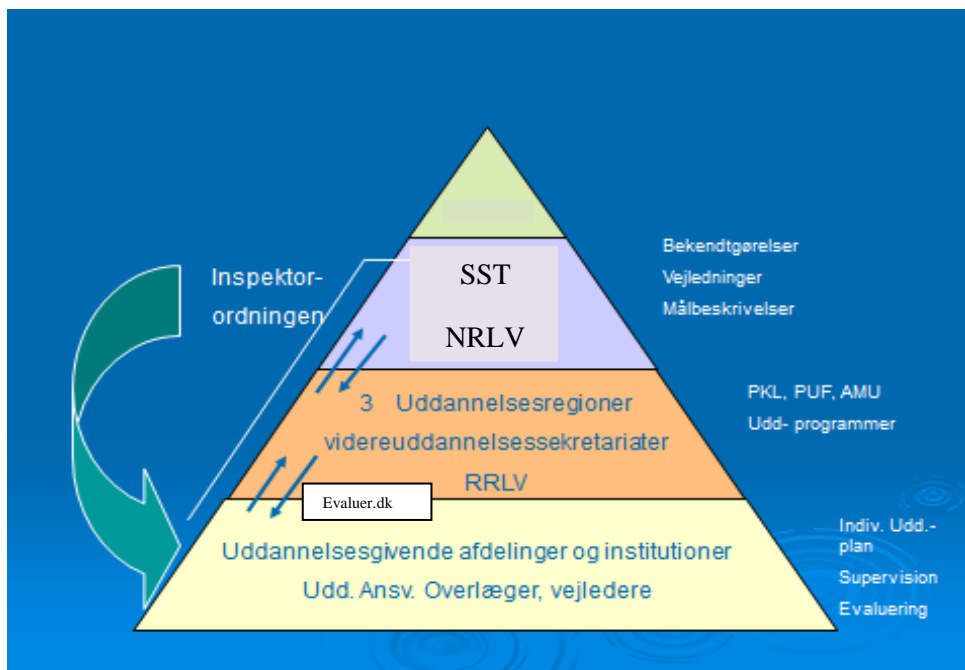 Inspektor-
ordningen
SST
NRLV
Bekendtgørelser
Vejledninger
Målbeskrivelser
3 Uddannelsesregioner
videreuddannelsessekretariater
RRLV
PKL, PUF, AMU
Udd- programmer
Evaluer.dk
Uddannelsesgivende afdelinger og institutioner
Udd. Ansv. Overlæger, vejledere
Indiv. Udd.-
plan
Supervision
Evaluering